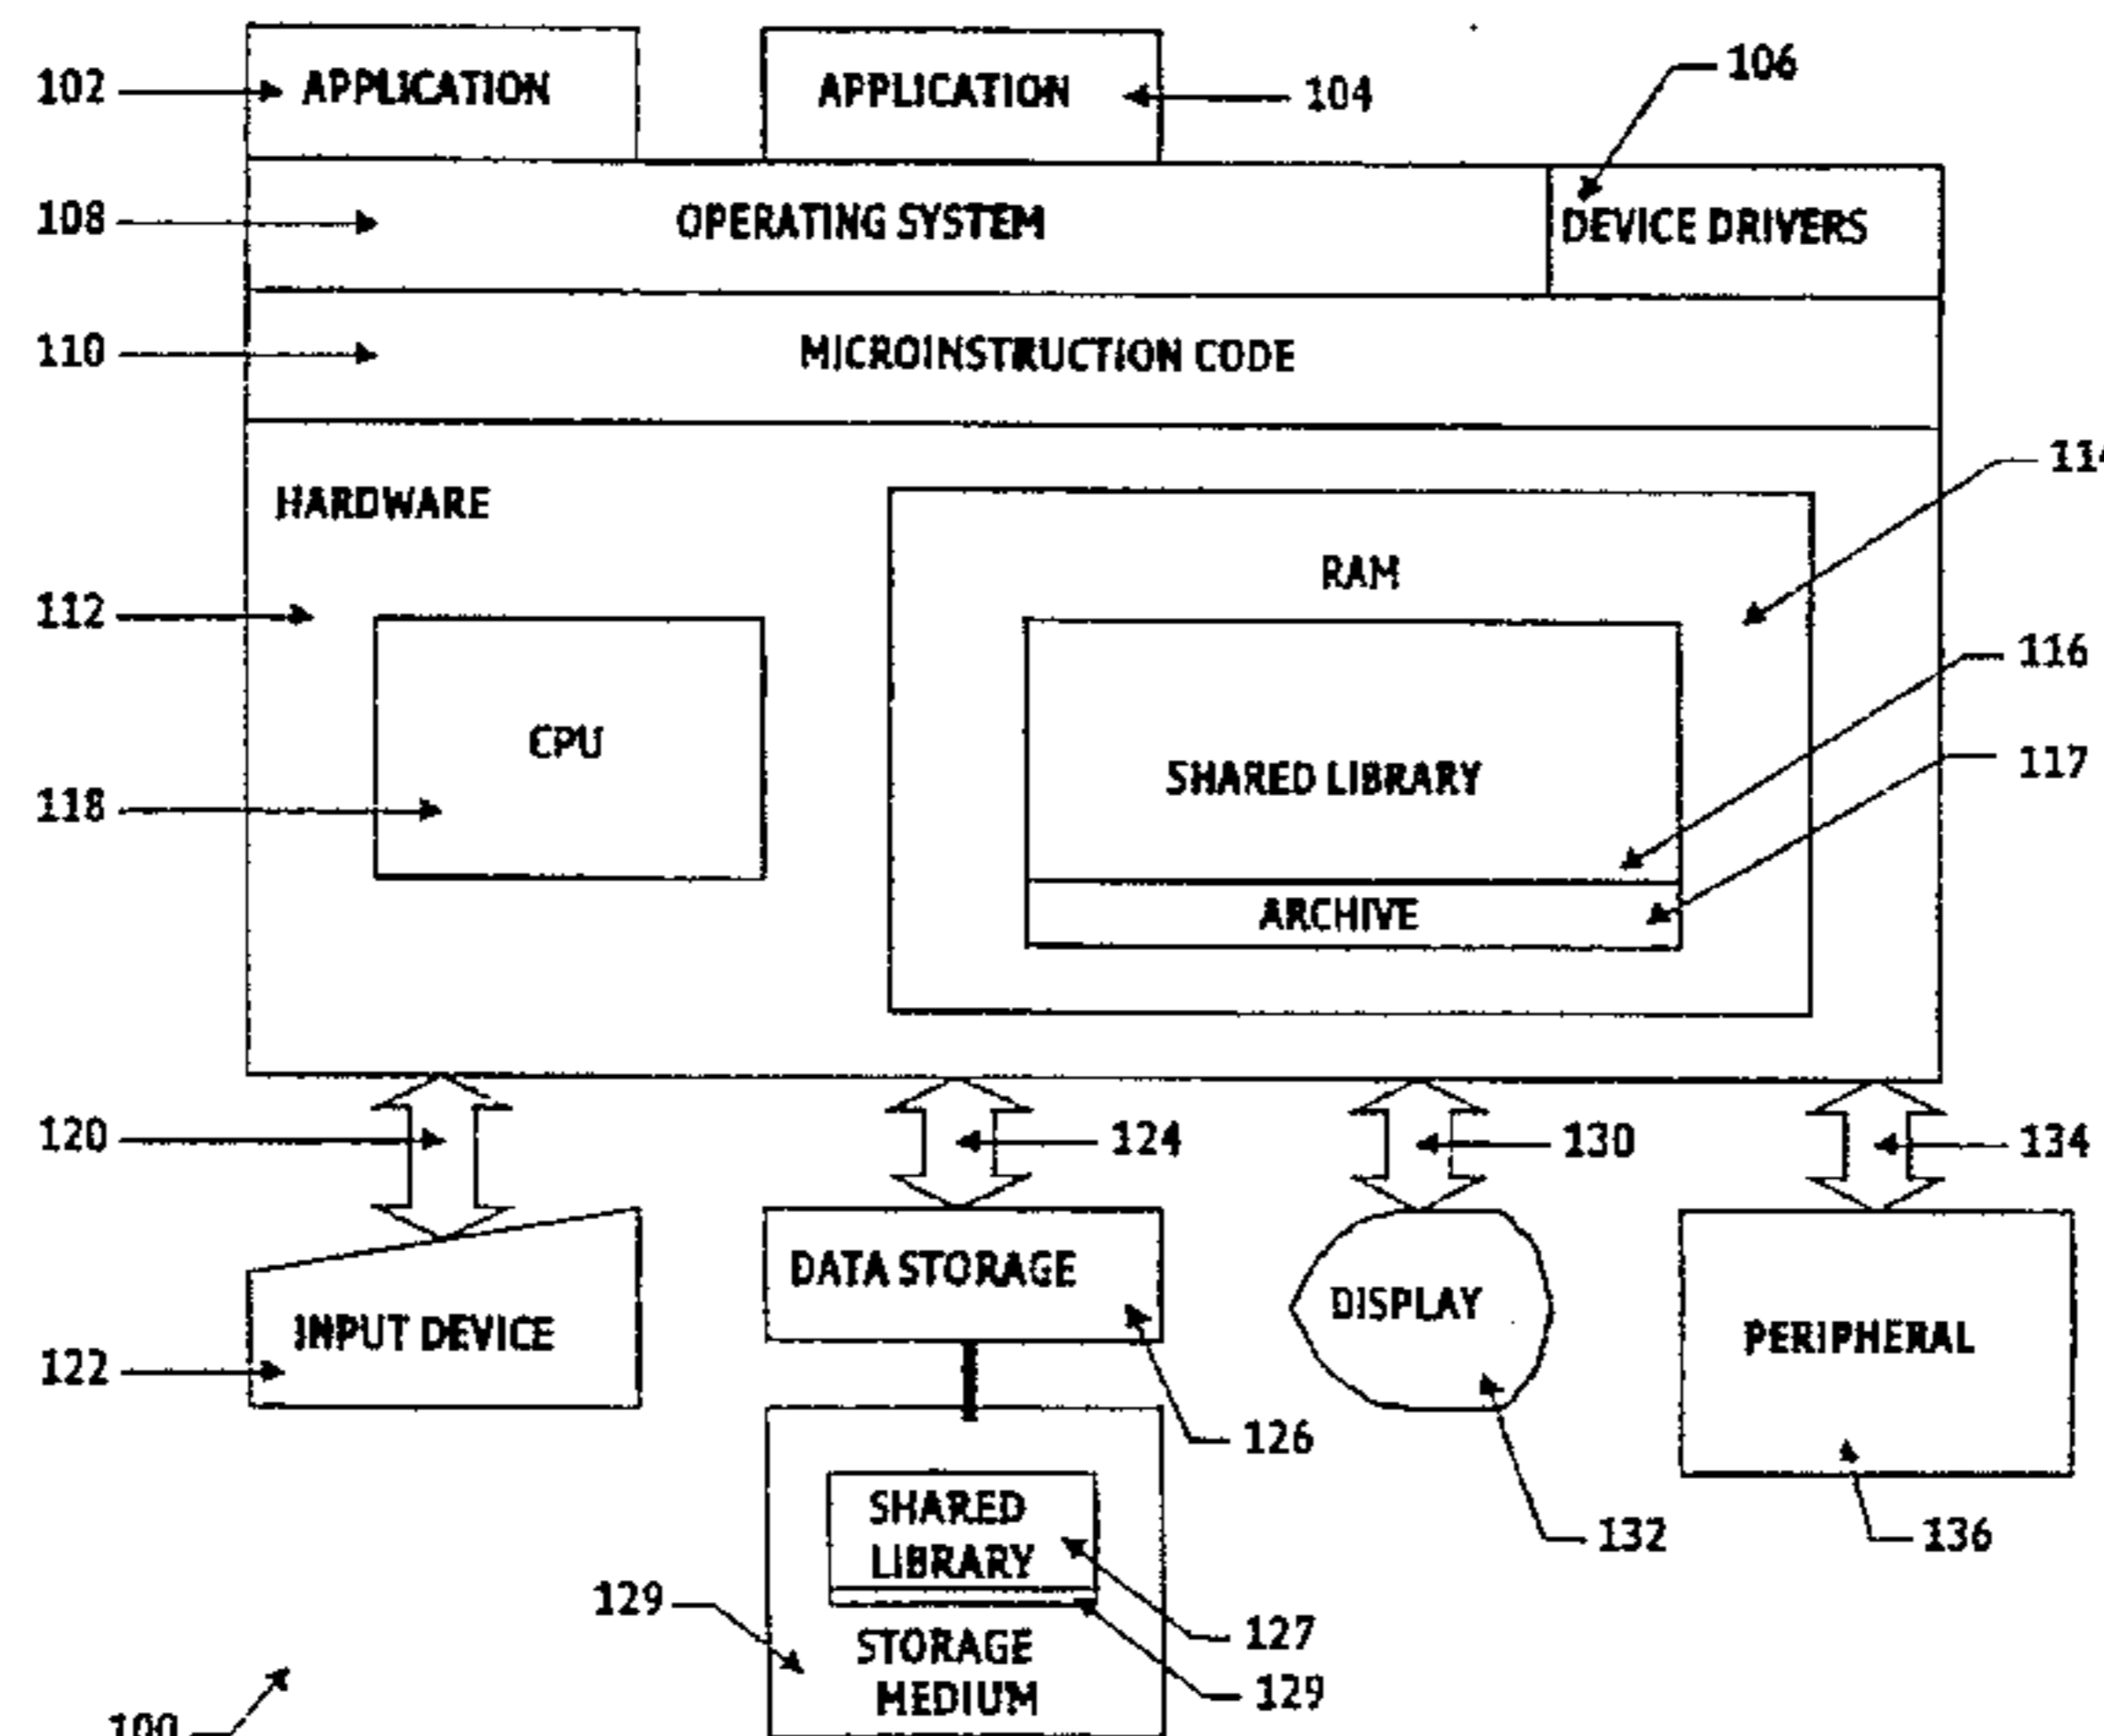 102 APPLICATION APPLICATION 104 106
108 OPERATING SYSTEM DEVICE DRIVERS
110 MICROINSTRUCTION CODE
HARDWARE
RAM
112
116
117
CPU
SHARED LIBRARY
118
ARCHIVE
120 124 130 134
DATA STORAGE
DISPLAY
INPUT DEVICE
PERIPHERAL
122
126
SHARED
LIBRARY
132 136
129
127
STORAGE
MEDIUM
129